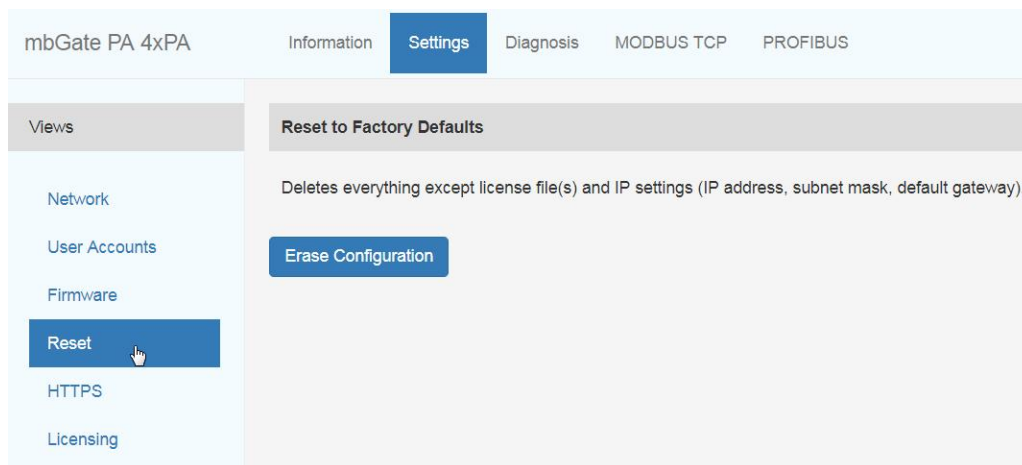 mbGate PA 4xPA
Information Settings Diagnosis MODBUS TCP PROFIBUS
Views
Network
User Accounts
Firmware
Reset
HTTPS
Licensing
Reset to Factory Defaults
Deletes everything except license file(s) and IP settings (IP address, subnet mask, default gateway)
Erase Configuration